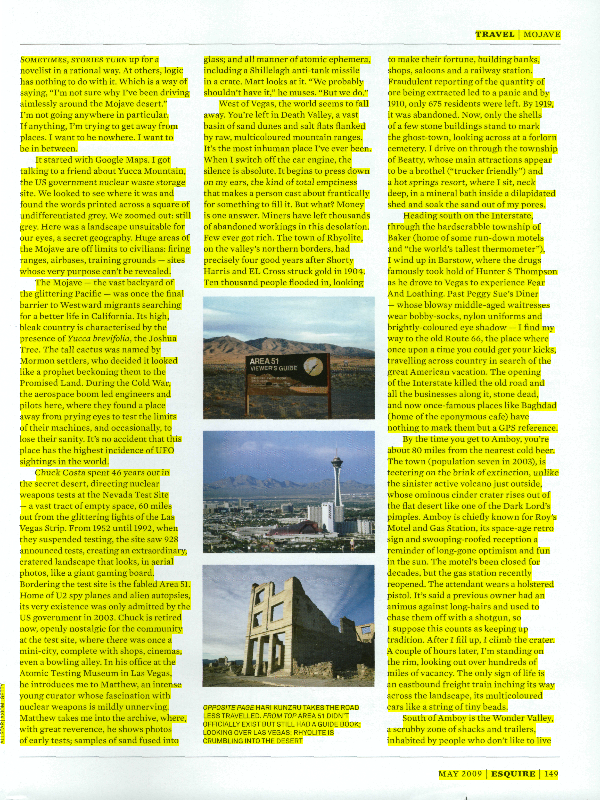 TRAVEL | MOJAVE
SOMETIMES, STORIES TURN up for a
novelist in a rational way. At others, logic
has nothing to do with it. Which is a way of
saying, "I'm not sure why I've been driving
aimlessly around the Mojave desert."
I'm not going anywhere in particular.
If anything, I'm trying to get away from
places. I want to be nowhere. I want to
be in between.
It started with Google Maps. I got
talking to a friend about Yucca Mountain,
the US government nuclear waste storage
site. We looked to see where it was and
found the words printed across a square of
undifferentiated grey. We zoomed out: still
grey. Here was a landscape unsuitable for
our eyes, a secret geography. Huge areas of
the Mojave are off limits to civilians: firing
ranges, airbases, training grounds — sites
whose very purpose can't be revealed.
The Mojave — the vast backyard of
the glittering Pacific — was once the final
barrier to Westward migrants searching
for a better life in California. Its high,
bleak country is characterised by the
presence of Yucca brevifolia, the Joshua
Tree. The tall cactus was named by
Mormon settlers, who decided it looked
like a prophet beckoning them to the
Promised Land. During the Cold War,
the aerospace boom led engineers and
pilots here, where they found a place
away from prying eyes to test the limits
of their machines, and occasionally, to
lose their sanity. It's no accident that this
place has the highest incidence of UFO
sightings in the world.
Chuck Costa spent 46 years out in
the secret desert, directing nuclear
weapons tests at the Nevada Test Site
— a vast tract of empty space, 60 miles
out from the glittering lights of the Las
Vegas Strip. From 1952 until 1992, when
they suspended testing, the site saw 928
announced tests, creating an extraordinary,
cratered landscape that looks, in aerial
photos, like a giant gaming board.
Bordering the test site is the fabled Area 51.
Home of U2 spy planes and alien autopsies,
its very existence was only admitted by the
US government in 2003. Chuck is retired
now, openly nostalgic for the community
at the test site, where there was once a
mini-city, complete with shops, cinemas,
even a bowling alley. In his office at the
Atomic Testing Museum in Las Vegas,
he introduces me to Matthew, an intense
young curator whose fascination with
nuclear weapons is mildly unnerving.
Matthew takes me into the archive, where,
with great reverence, he shows photos
of early tests; samples of sand fused into
glass; and all manner of atomic ephemera,
including a Shillelagh anti-tank missile
in a crate. Matt looks at it. "We probably
shouldn't have it," he muses. "But we do."
West of Vegas, the world seems to fall
away. You're left in Death Valley, a vast
basin of sand dunes and salt flats flanked
by raw, multicoloured mountain ranges.
It's the most inhuman place I've ever been.
When I switch off the car engine, the
silence is absolute. It begins to press down
on my ears, the kind of total emptiness
that makes a person cast about frantically
for something to fill it. But what? Money
is one answer. Miners have left thousands
of abandoned workings in this desolation.
Few ever got rich. The town of Rhyolite,
on the valley's northern borders, had
precisely four good years after Shorty
Harris and EL Cross struck gold in 1904.
Ten thousand people flooded in, looking
AREA 51
VIEWER'S GUIDE
OPPOSITE PAGE HARI KUNZRU TAKES THE ROAD
LESS TRAVELLED. FROM TOP AREA 51 DIDN'T
OFFICIALLY EXIST BUT STILL HAD A GUIDE BOOK;
LOOKING OVER LAS VEGAS; RHYOLITE IS
CRUMBLING INTO THE DESERT
to make their fortune, building banks,
shops, saloons and a railway station.
Fraudulent reporting of the quantity of
ore being extracted led to a panic and by
1910, only 675 residents were left. By 1919,
it was abandoned. Now, only the shells
of a few stone buildings stand to mark
the ghost-town, looking across at a forlorn
cemetery. I drive on through the township
of Beatty, whose main attractions appear
to be a brothel ("trucker friendly") and
a hot springs resort, where I sit, neck
deep, in a mineral bath inside a dilapidated
shed and soak the sand out of my pores.
Heading south on the Interstate,
through the hardscrabble township of
Baker (home of some run-down motels
and "the world's tallest thermometer"),
I wind up in Barstow, where the drugs
famously took hold of Hunter S Thompson
as he drove to Vegas to experience Fear
And Loathing. Past Peggy Sue's Diner
— whose blowsy middle-aged waitresses
wear bobby-socks, nylon uniforms and
brightly-coloured eye shadow — I find my
way to the old Route 66, the place where
once upon a time you could get your kicks,
travelling across country in search of the
great American vacation. The opening
of the Interstate killed the old road and
all the businesses along it, stone dead,
and now once-famous places like Baghdad
(home of the eponymous cafe) have
nothing to mark them but a GPS reference.
By the time you get to Amboy, you're
about 80 miles from the nearest cold beer.
The town (population seven in 2003), is
teetering on the brink of extinction, unlike
the sinister active volcano just outside,
whose ominous cinder crater rises out of
the flat desert like one of the Dark Lord's
pimples. Amboy is chiefly known for Roy's
Motel and Gas Station, its space-age retro
sign and swooping-roofed reception a
reminder of long-gone optimism and fun
in the sun. The motel's been closed for
decades, but the gas station recently
reopened. The attendant wears a holstered
pistol. It's said a previous owner had an
animus against long-hairs and used to
chase them off with a shotgun, so
I suppose this counts as keeping up
tradition. After I fill up, I climb the crater.
A couple of hours later, I'm standing on
the rim, looking out over hundreds of
miles of vacancy. The only sign of life is
an eastbound freight train inching its way
across the landscape, its multicoloured
cars like a string of tiny beads.
South of Amboy is the Wonder Valley,
a scrubby zone of shacks and trailers,
inhabited by people who don't like to live
MAY 2009 | ESQUIRE | 149